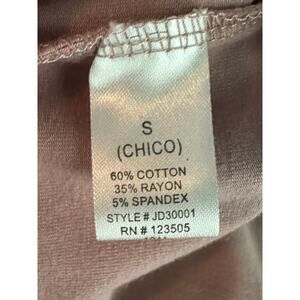 S
(CHICO)
60% COTTON
35% RAYON
5% SPANDEX
STYLE # JD30001
RN # 123505